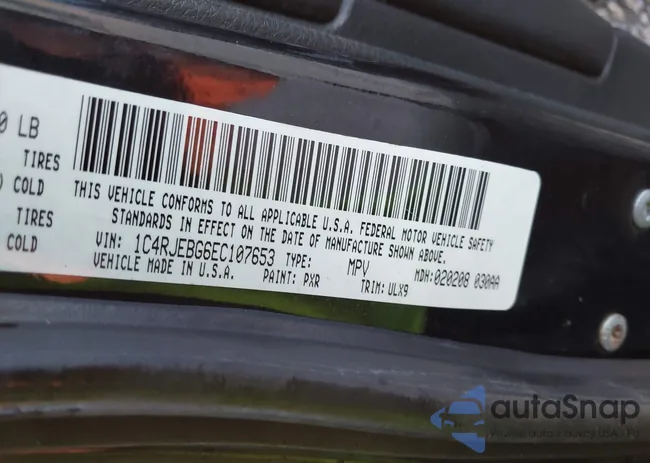 0 LB
TIRES
COLD
TIRES
COLD
THIS VEHICLE CONFORMS TO ALL APPLICABLE U.S.A. FEDERAL MOTOR VEHICLE SAFETY
STANDARDS IN EFFECT ON THE DATE OF MANUFACTURE SHOWN ABOVE.
VIN: 1C4RJEBG6EC107653 TYPE: MPV MDH:020208 030AA
VEHICLE MADE IN U.S.A. PAINT: PXR TRIM: ULX9
autoSnap